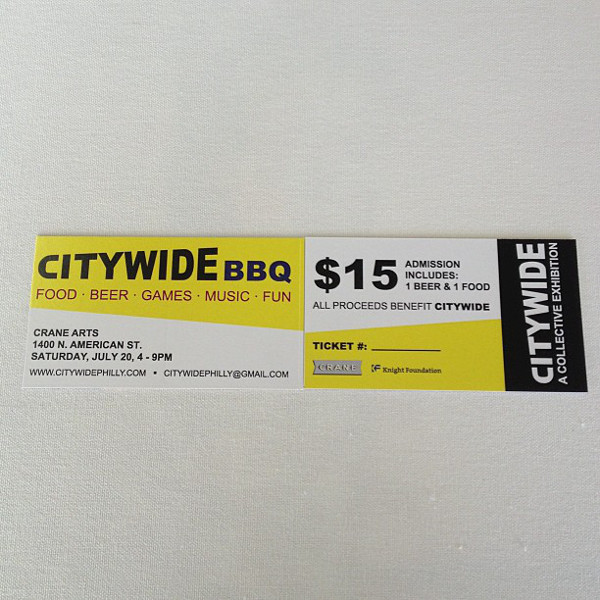 CITYWIDE BBQ
FOOD · BEER · GAMES · MUSIC · FUN
CRANE ARTS
1400 N. AMERICAN ST.
SATURDAY, JULY 20, 4 - 9PM
WWW.CITYWIDEPHILLY.COM • CITYWIDEPHILLY@GMAIL.COM
$15
ADMISSION
INCLUDES:
1 BEER & 1 FOOD
ALL PROCEEDS BENEFIT CITYWIDE
TICKET #: ___________
CRANE
Knight Foundation
CITYWIDE
A COLLECTIVE EXHIBITION